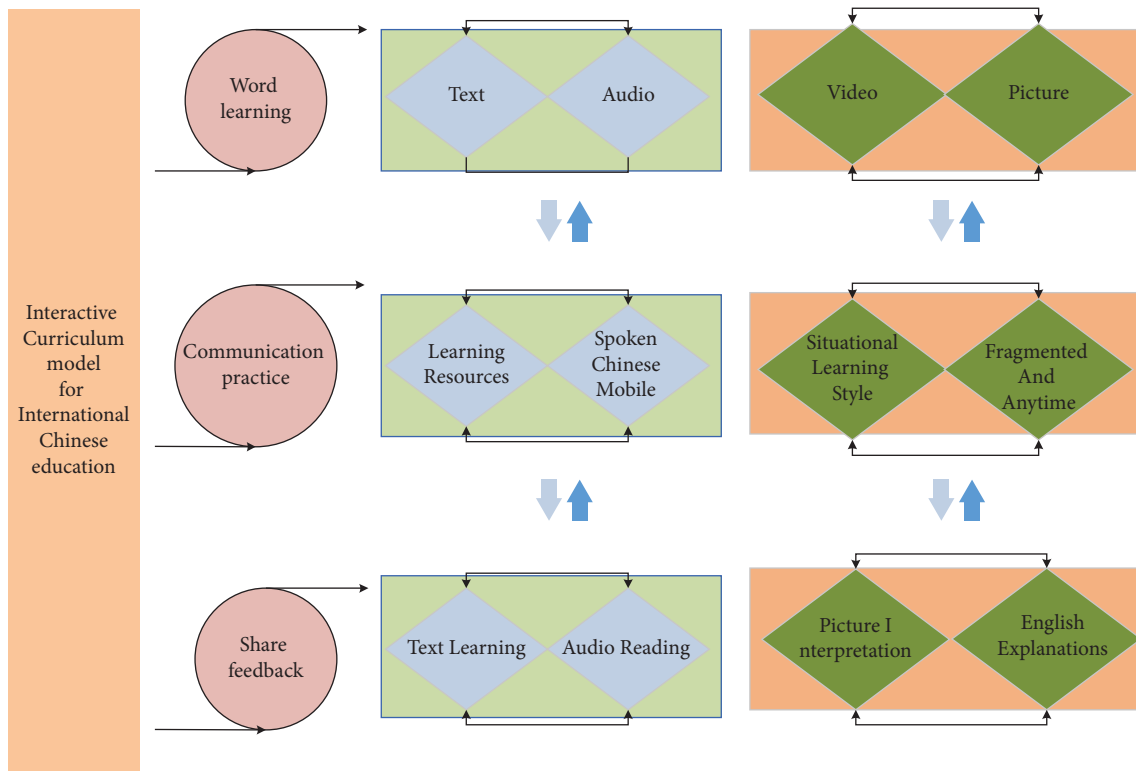 Interactive
Curriculum
model
for
International
Chinese
education
Word
learning
Text
Audio
Video
Picture
Communication
practice
Learning
Resources
Spoken
Chinese
Mobile
Situational
Learning
Style
Fragmented
And
Anytime
Share
feedback
Text Learning
Audio Reading
Picture I
nterpretation
English
Explanations